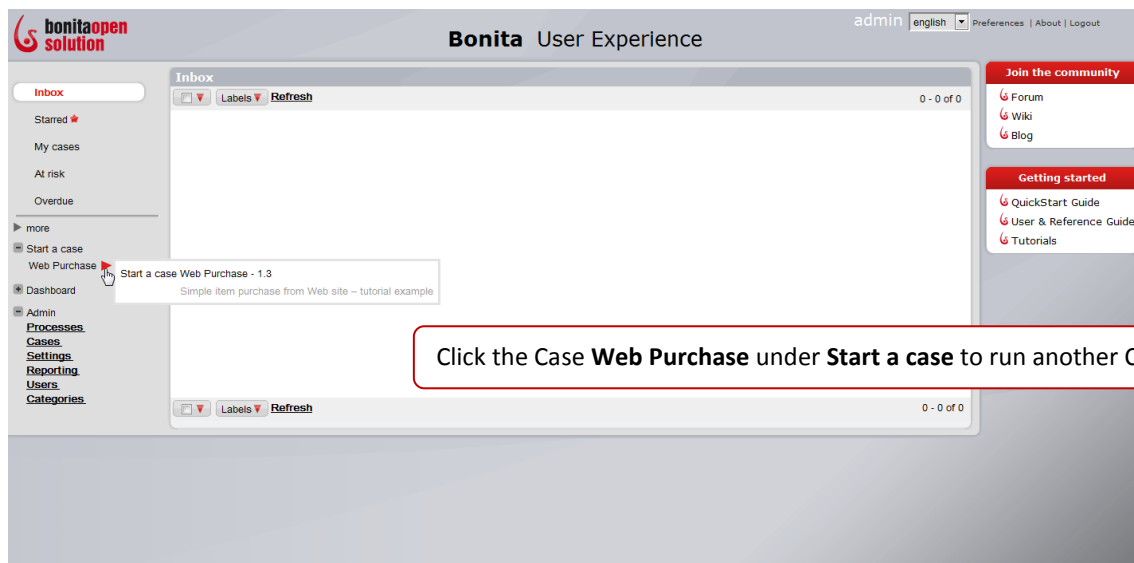 bonitaopen
solution
Bonita User Experience
admin english Preferences | About | Logout
Inbox
Starred
My cases
At risk
Overdue
more
Start a case
Web Purchase
Dashboard
Admin
Processes
Cases
Settings
Reporting
Users
Categories
Inbox
Labels Refresh 0 - 0 of 0
Start a case Web Purchase - 1.3
Simple item purchase from Web site – tutorial example
Click the Case Web Purchase under Start a case to run another C
Labels Refresh 0 - 0 of 0
Join the community
Forum
Wiki
Blog
Getting started
QuickStart Guide
User & Reference Guide
Tutorials